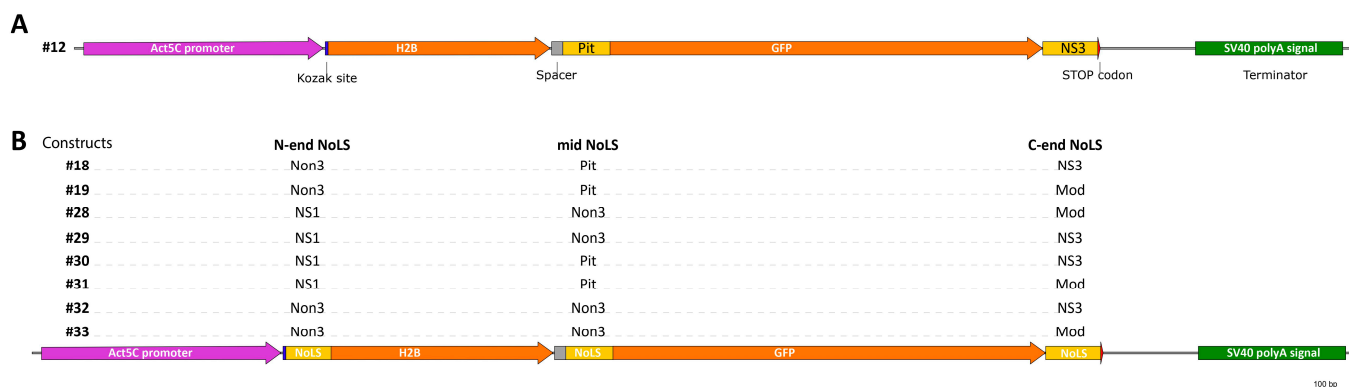 A
#12 Act5C promoter H2B Pit GFP NS3 SV40 polyA signal
Kozak site Spacer STOP codon Terminator
B Constructs N-end NoLS mid NoLS C-end NoLS
#18 Non3 Pit NS3
#19 Non3 Pit Mod
#28 NS1 Non3 Mod
#29 NS1 Non3 NS3
#30 NS1 Pit NS3
#31 NS1 Pit Mod
#32 Non3 Non3 NS3
#33 Non3 Non3 Mod
Act5C promoter NoLS H2B NoLS GFP NoLS SV40 polyA signal
100 bp